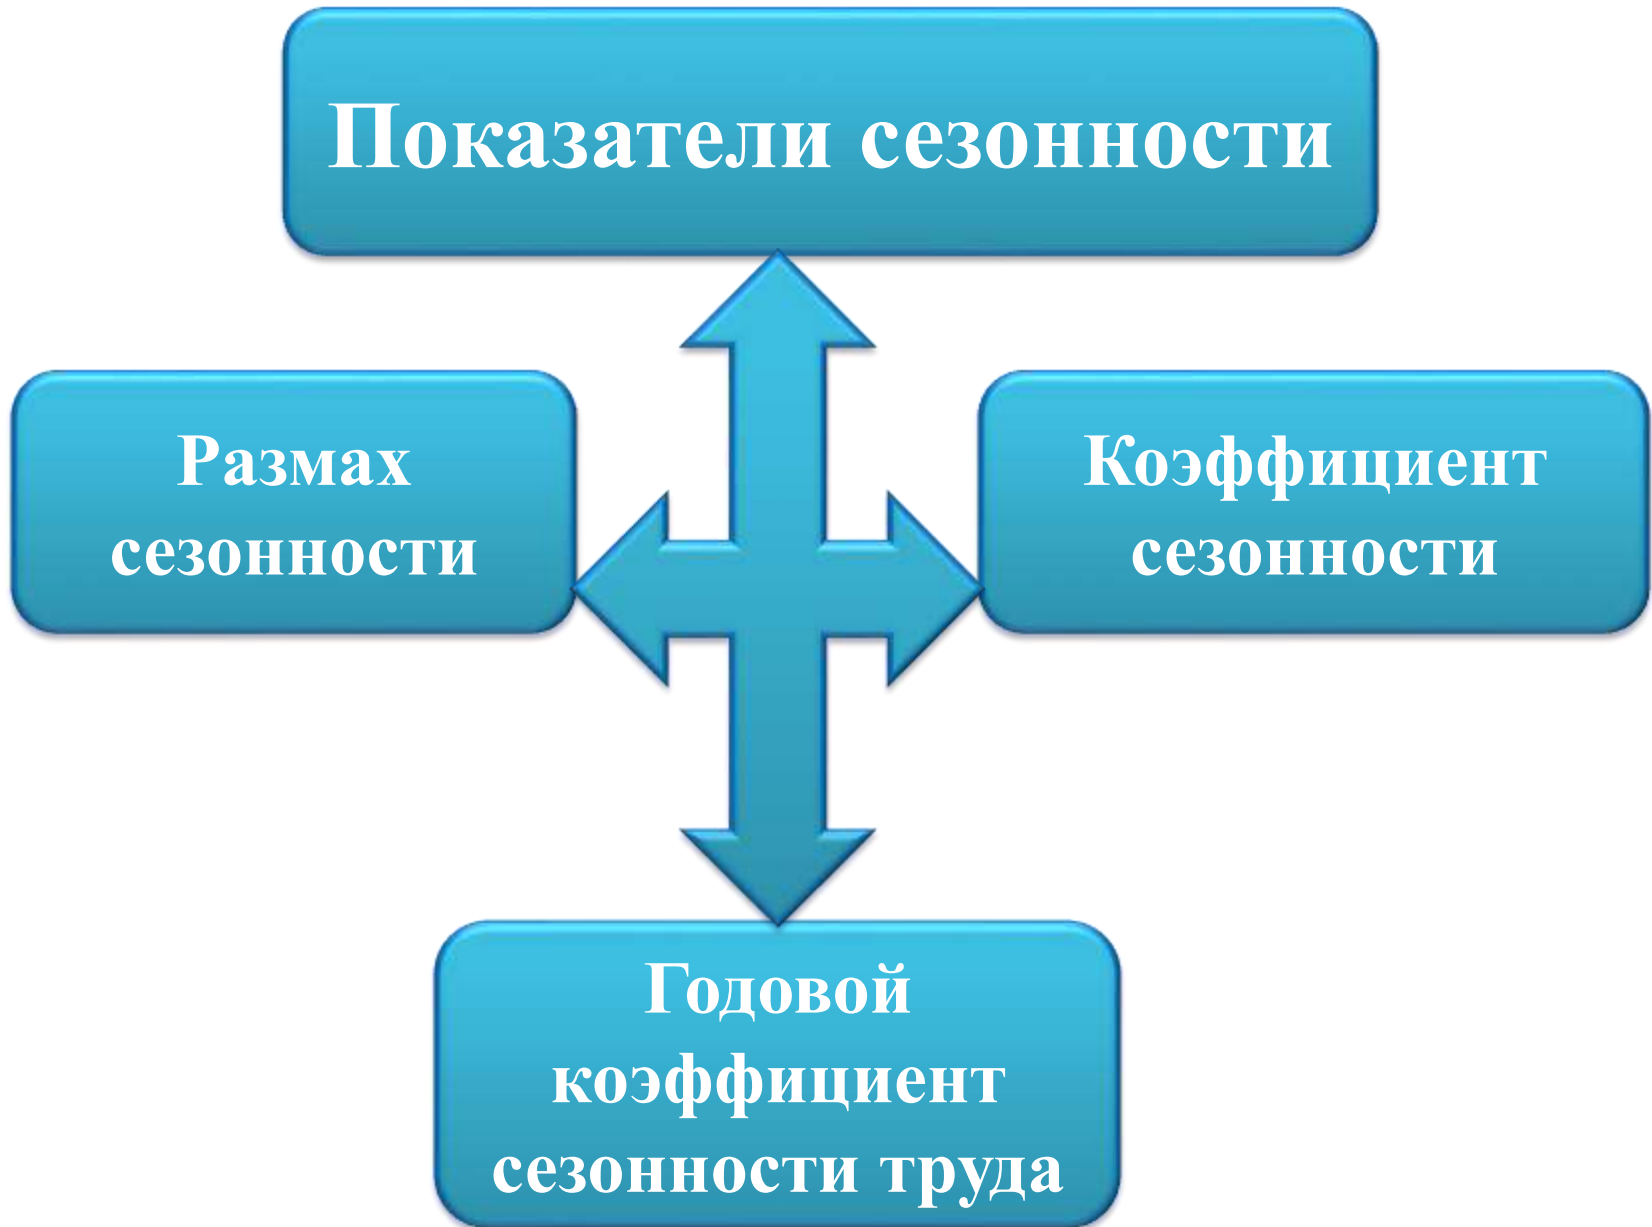 Показатели сезонности
Размах
сезонности
Коэффициент
сезонности
Годовой
коэффициент
сезонности труда